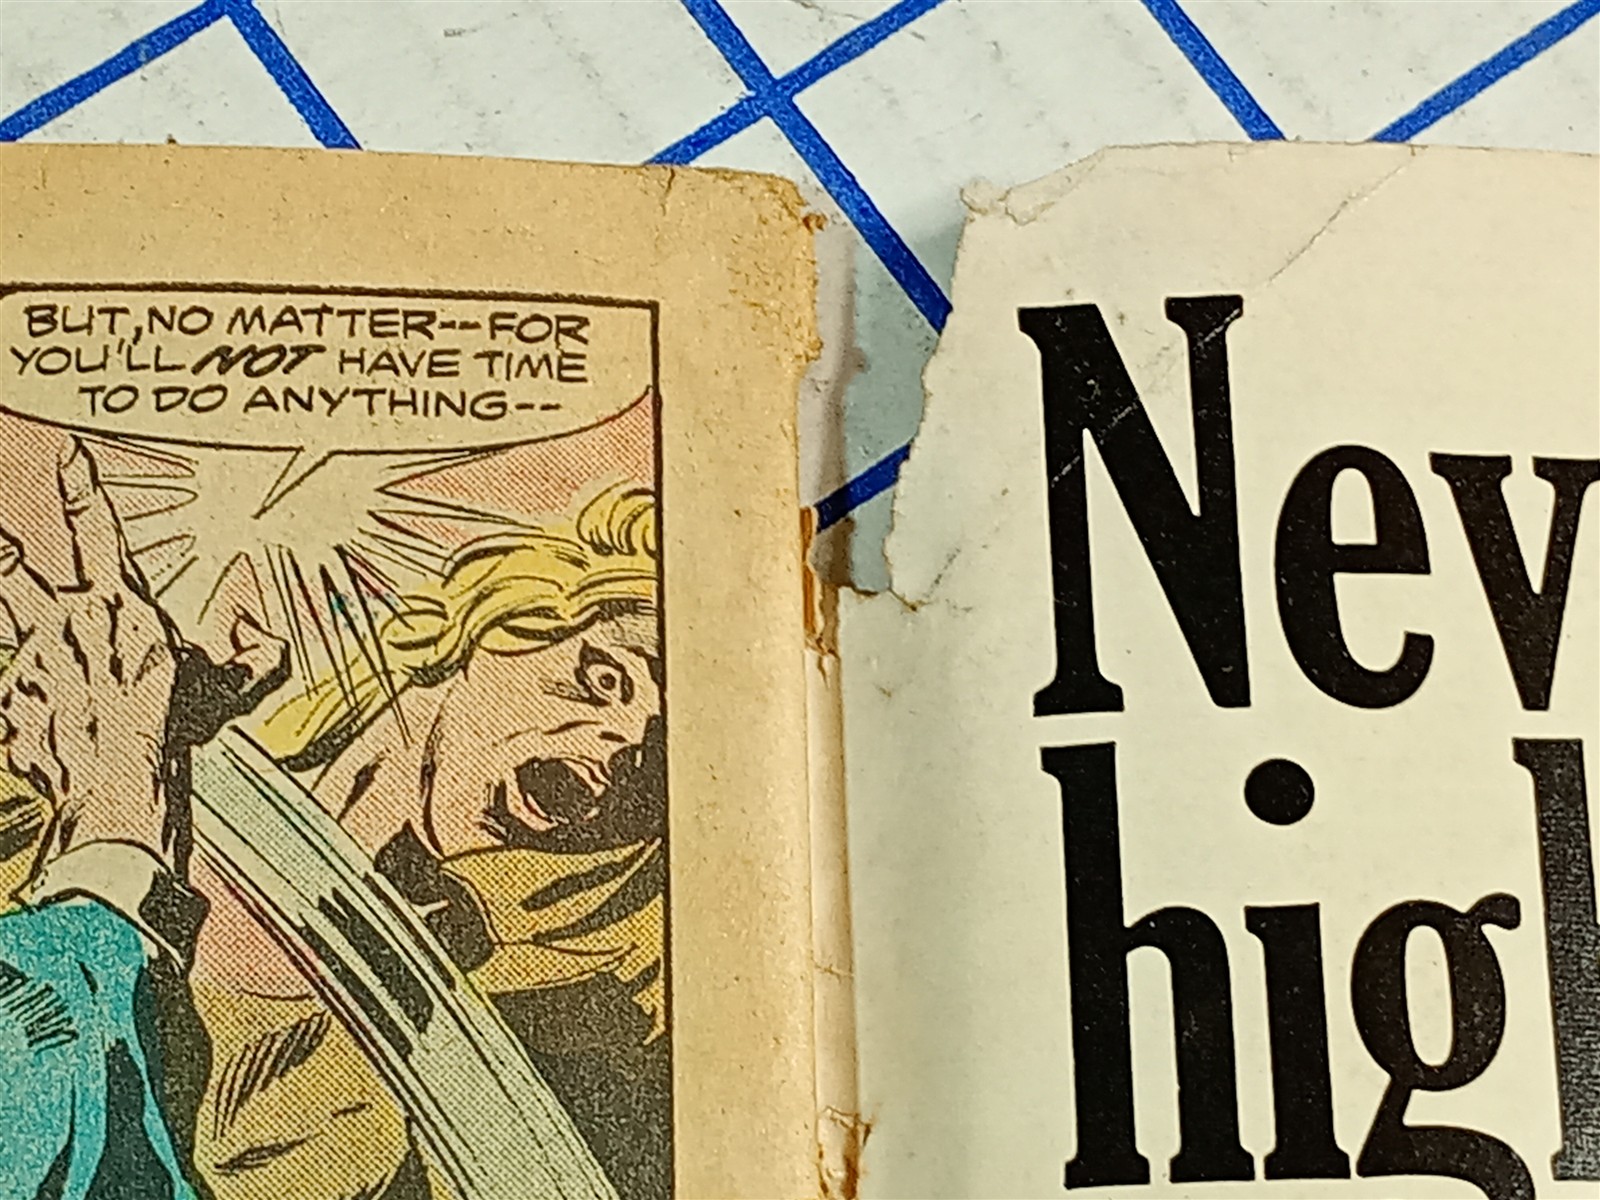 BUT, NO MATTER--FOR
YOU'LL NOT HAVE TIME
TO DO ANYTHING--
Nev
hig